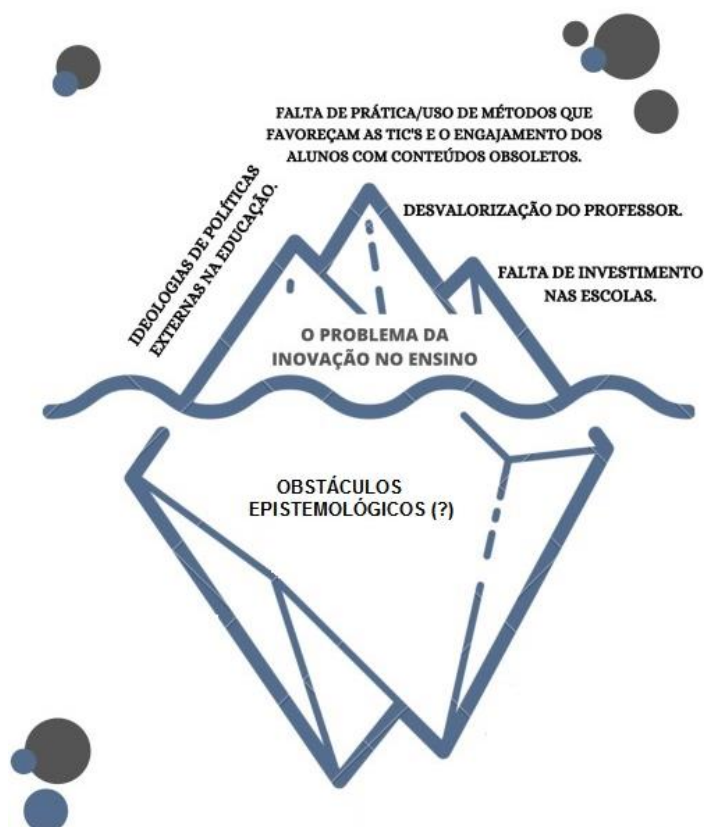 FALTA DE PRÁTICA/USO DE MÉTODOS QUE
FAVOREÇAM AS TIC'S E O ENGAJAMENTO DOS
ALUNOS COM CONTEÚDOS OBSOLETOS.
IDEOLOGIAS DE POLÍTICAS
EXTERNAS NA EDUCAÇÃO.
DESVALORIZAÇÃO DO PROFESSOR.
FALTA DE INVESTIMENTO
NAS ESCOLAS.
O PROBLEMA DA
INOVAÇÃO NO ENSINO
OBSTÁCULOS
EPISTEMOLÓGICOS (?)